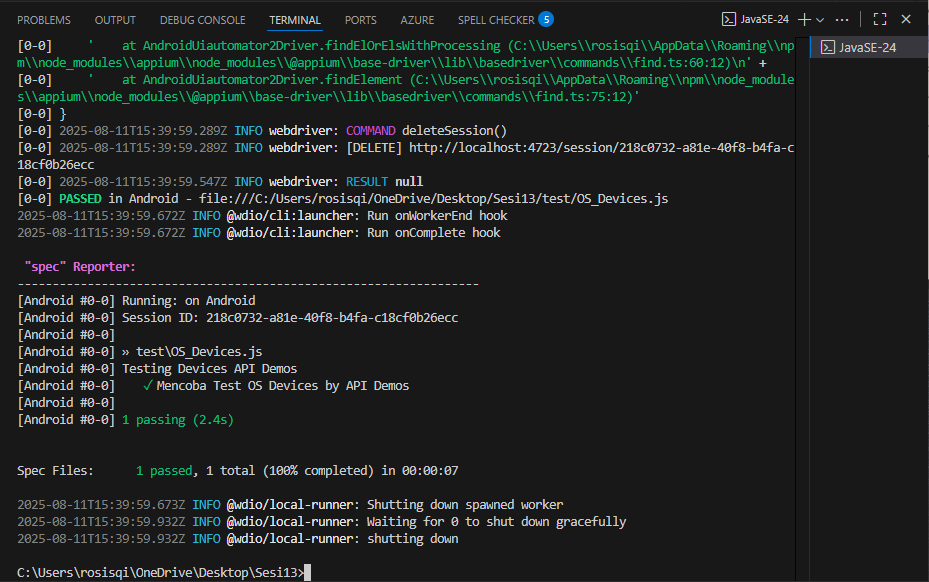 PROBLEMS OUTPUT DEBUG CONSOLE TERMINAL PORTS AZURE SPELL CHECKER 5 JavaSE-24
JavaSE-24
[0-0]     '    at AndroidUiautomator2Driver.findElOrElsWithProcessing (C:\\Users\\rosisqi\\AppData\\Roaming\\np
m\\node_modules\\appium\\node_modules\\@appium\\base-driver\\lib\\basedriver\\commands\\find.ts:60:12)\n' +
[0-0]     '    at AndroidUiautomator2Driver.findElement (C:\\Users\\rosisqi\\AppData\\Roaming\\npm\\node_module
s\\appium\\node_modules\\@appium\\base-driver\\lib\\basedriver\\commands\\find.ts:75:12)'
[0-0] }
[0-0] 2025-08-11T15:39:59.289Z INFO webdriver: COMMAND deleteSession()
[0-0] 2025-08-11T15:39:59.289Z INFO webdriver: [DELETE] http://localhost:4723/session/218c0732-a81e-40f8-b4fa-c
18cf0b26ecc
[0-0] 2025-08-11T15:39:59.547Z INFO webdriver: RESULT null
[0-0] PASSED in Android - file:///C:/Users/rosisqi/OneDrive/Desktop/Sesi13/test/OS_Devices.js
2025-08-11T15:39:59.672Z INFO @wdio/cli:launcher: Run onWorkerEnd hook
2025-08-11T15:39:59.672Z INFO @wdio/cli:launcher: Run onComplete hook
"spec" Reporter:
------------------------------------------------------------------
[Android #0-0] Running: on Android
[Android #0-0] Session ID: 218c0732-a81e-40f8-b4fa-c18cf0b26ecc
[Android #0-0]
[Android #0-0] » test\OS_Devices.js
[Android #0-0] Testing Devices API Demos
[Android #0-0]    ✓ Mencoba Test OS Devices by API Demos
[Android #0-0]
[Android #0-0] 1 passing (2.4s)
Spec Files:      1 passed, 1 total (100% completed) in 00:00:07
2025-08-11T15:39:59.673Z INFO @wdio/local-runner: Shutting down spawned worker
2025-08-11T15:39:59.932Z INFO @wdio/local-runner: Waiting for 0 to shut down gracefully
2025-08-11T15:39:59.932Z INFO @wdio/local-runner: shutting down
C:\Users\rosisqi\OneDrive\Desktop\Sesi13>